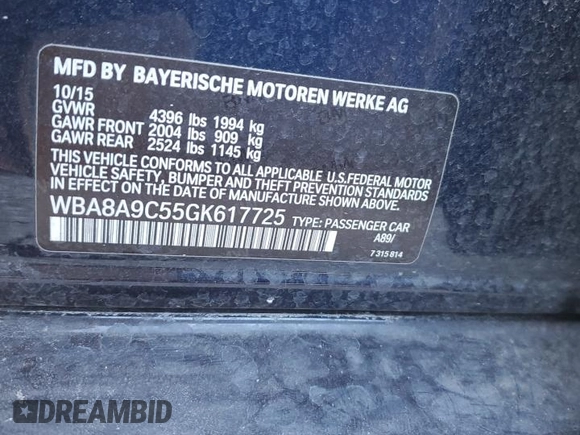 MFD BY BAYERISCHE MOTOREN WERKE AG
10/15
GVWR 4396 lbs 1994 kg
GAWR FRONT 2004 lbs 909 kg
GAWR REAR 2524 lbs 1145 kg
THIS VEHICLE CONFORMS TO ALL APPLICABLE U.S.FEDERAL MOTOR
VEHICLE SAFETY, BUMPER AND THEFT PREVENTION STANDARDS
IN EFFECT ON THE DATE OF MANUFACTURE SHOWN ABOVE.
WBA8A9C55GK617725 TYPE: PASSENGER CAR
A89/
7 315 814
DREAMBID